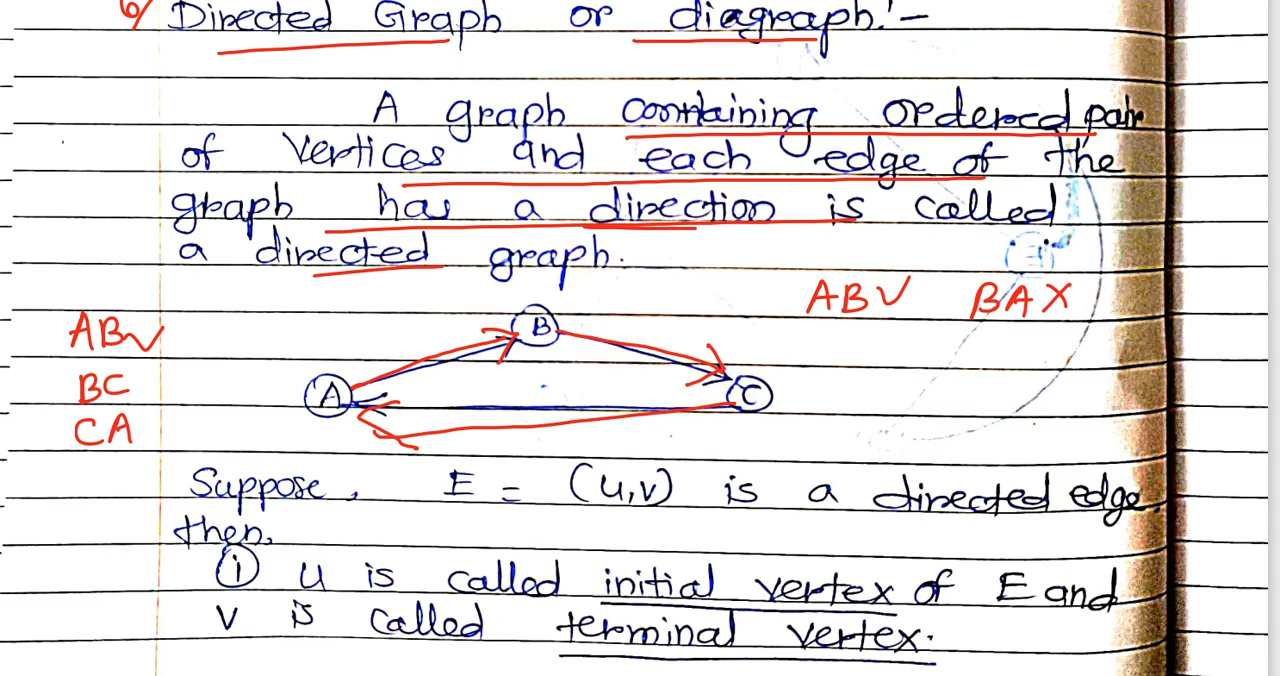 6) Directed Graph or diagraph:-
A graph containing ordered pair
of vertices and each edge of the
graph has a direction is called
a directed graph.
AB✓ BA X
AB✓
BC
CA
B
A
C
Suppose, E = (u,v) is a directed edge.
then,
(i) u is called initial vertex of E and
v is called terminal vertex.